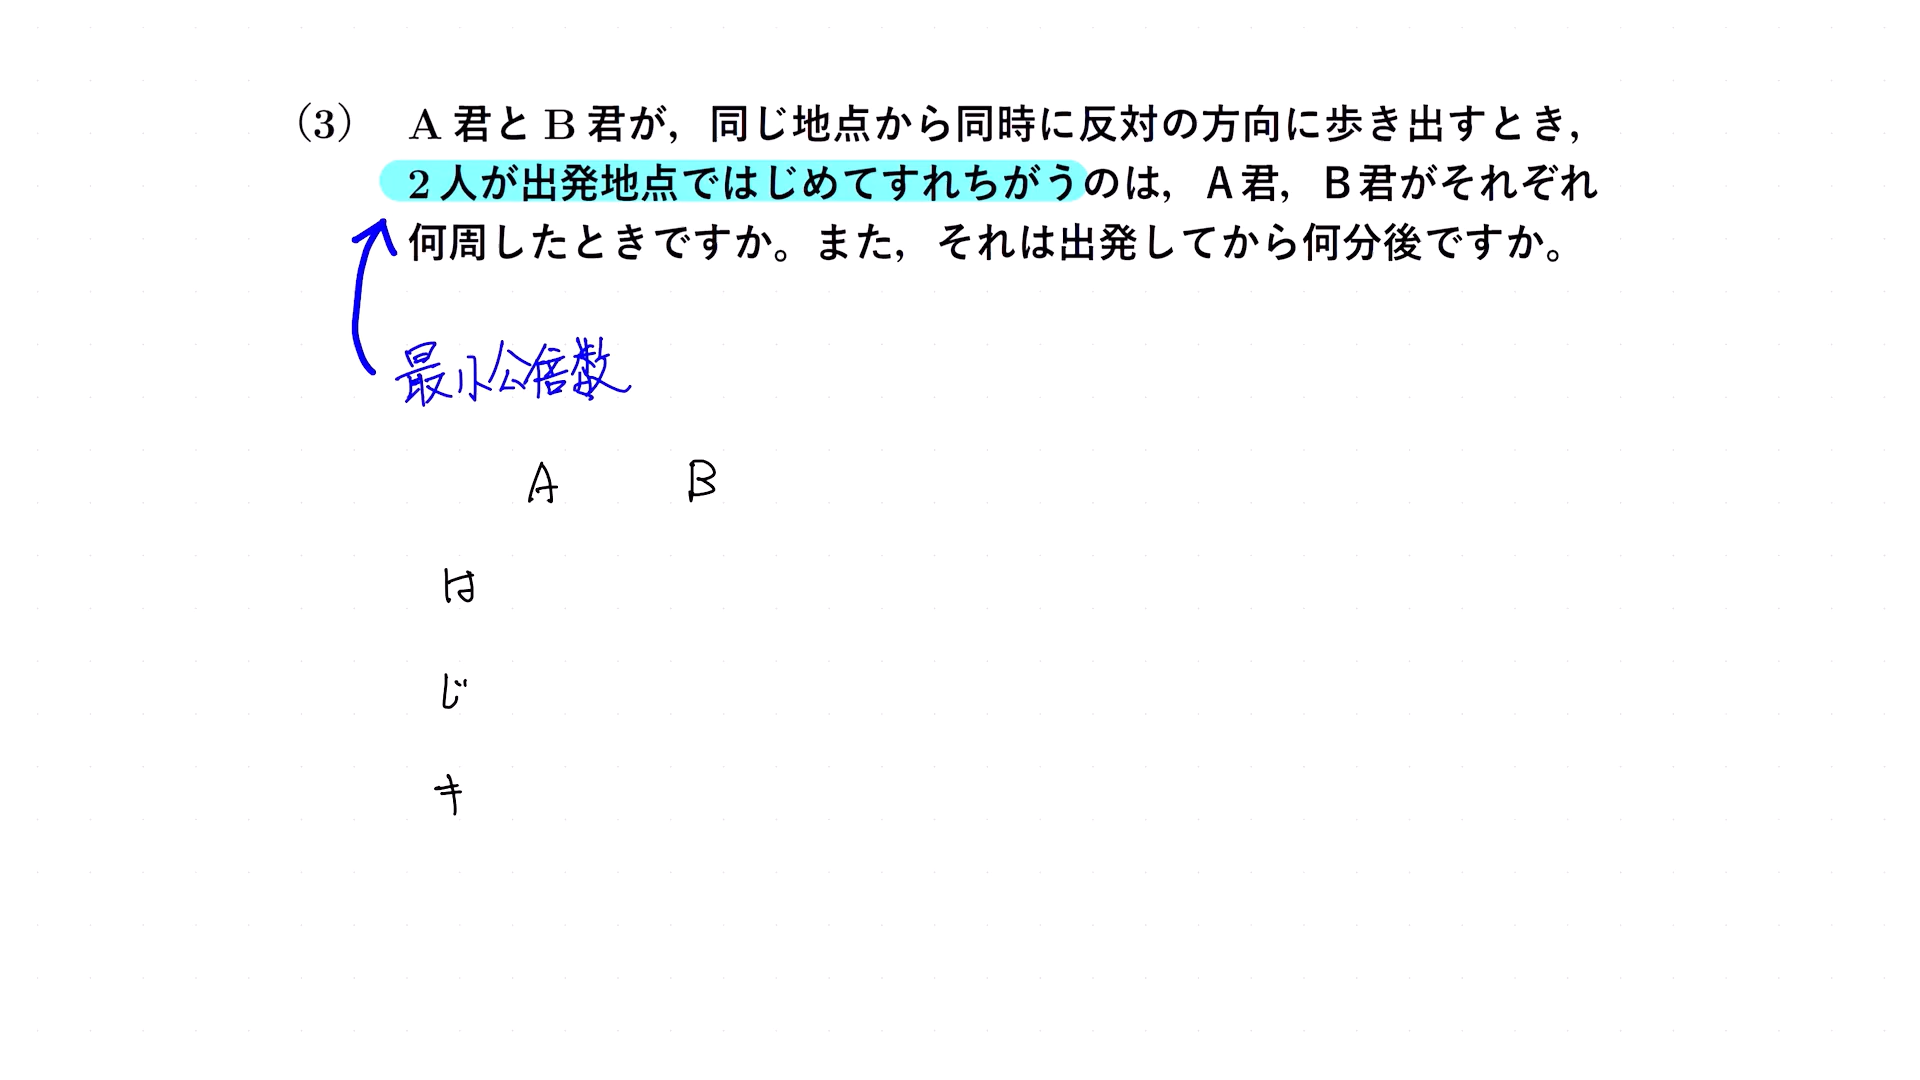 (3) A 君と B 君が，同じ地点から同時に反対の方向に歩き出すとき，
2 人が出発地点ではじめてすれちがうのは，A君，B君がそれぞれ
何周したときですか。また，それは出発してから何分後ですか。
最小公倍数
A B
は
じ
キ